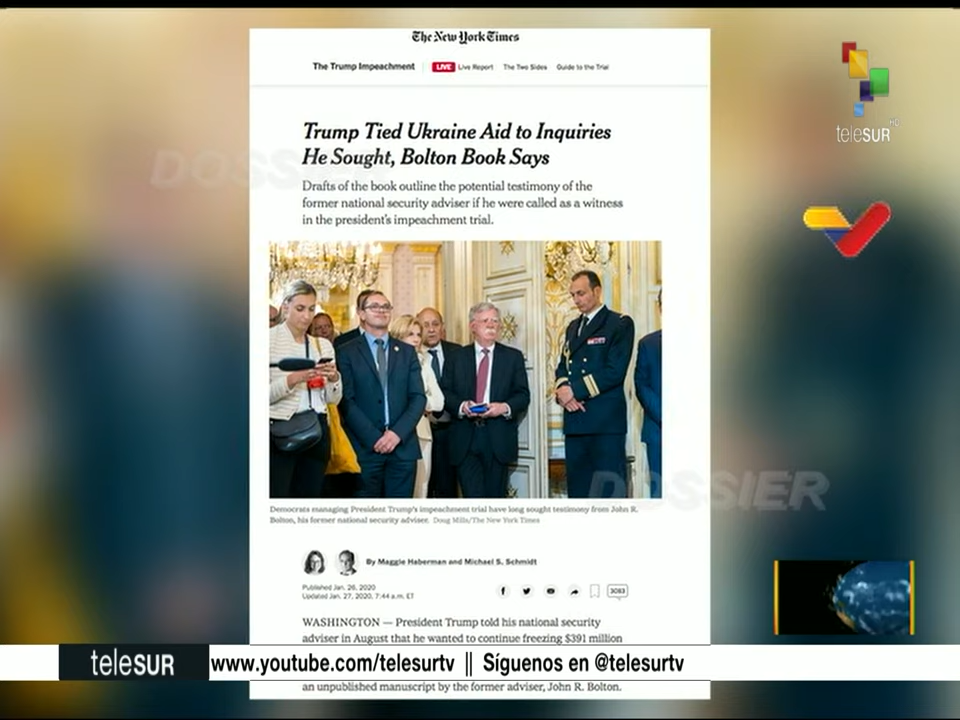 The New York Times
The Trump Impeachment LIVE Live Report The Two Sides Guide to the Trial
Trump Tied Ukraine Aid to Inquiries
He Sought, Bolton Book Says
Drafts of the book outline the potential testimony of the
former national security adviser if he were called as a witness
in the president's impeachment trial.
Democrats managing President Trump's impeachment trial have long sought testimony from John R.
Bolton, his former national security adviser. Doug Mills/The New York Times
By Maggie Haberman and Michael S. Schmidt
Published Jan. 26, 2020
Updated Jan. 27, 2020, 7:44 a.m. ET
3083
WASHINGTON — President Trump told his national security
adviser in August that he wanted to continue freezing $391 million
an unpublished manuscript by the former adviser, John R. Bolton.
teleSUR HD
DOSSIER
DOSSIER
teleSUR www.youtube.com/telesurtv || Síguenos en @telesurtv